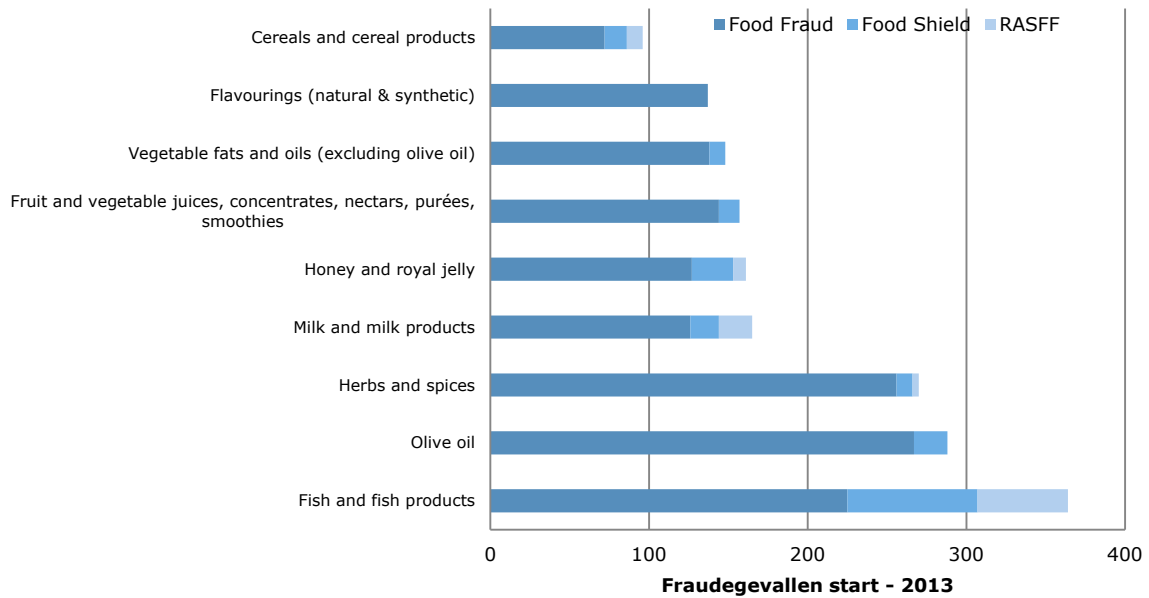 Food Fraud Food Shield RASFF
Cereals and cereal products
Flavourings (natural & synthetic)
Vegetable fats and oils (excluding olive oil)
Fruit and vegetable juices, concentrates, nectars, purées,
smoothies
Honey and royal jelly
Milk and milk products
Herbs and spices
Olive oil
Fish and fish products
0 100 200 300 400
Fraudegevallen start - 2013